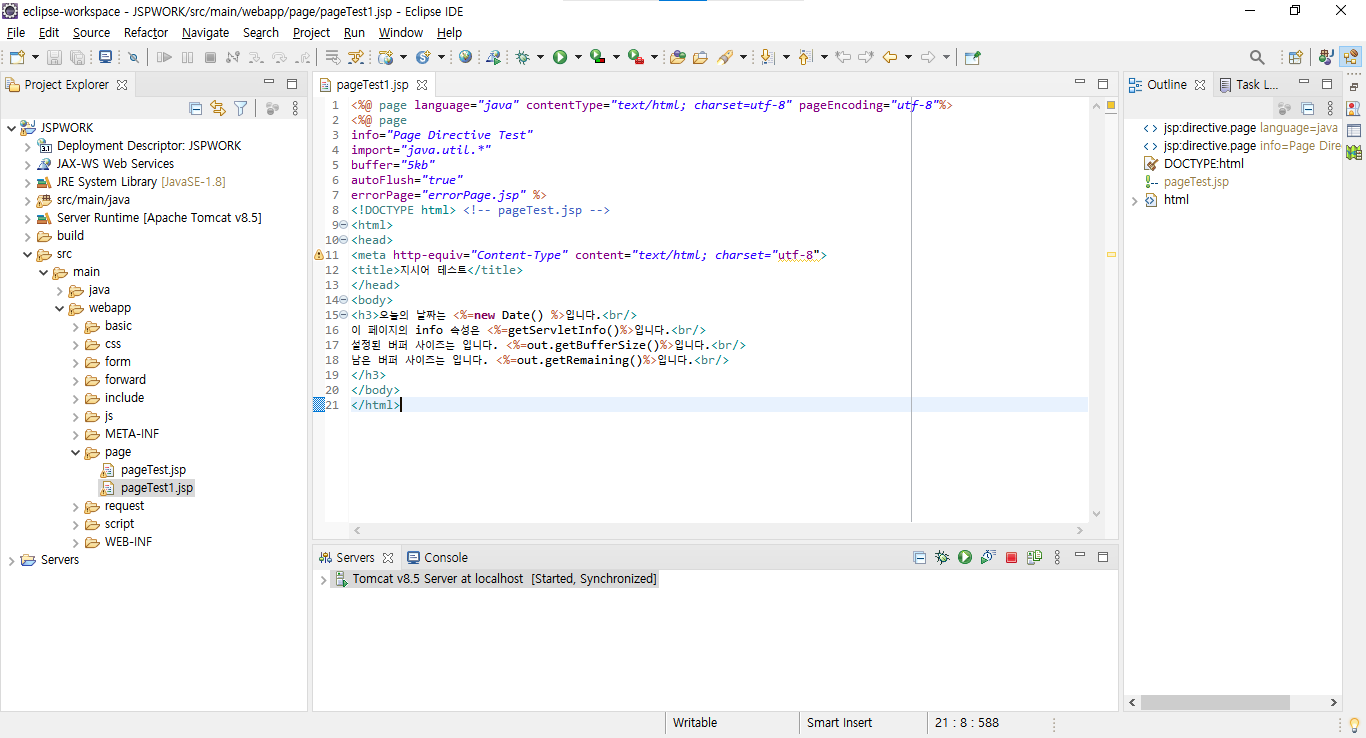 eclipse-workspace - JSPWORK/src/main/webapp/page/pageTest1.jsp - Eclipse IDE
File Edit Source Refactor Navigate Search Project Run Window Help
Project Explorer
JSPWORK
Deployment Descriptor: JSPWORK
JAX-WS Web Services
JRE System Library [JavaSE-1.8]
src/main/java
Server Runtime [Apache Tomcat v8.5]
build
src
main
java
webapp
basic
css
form
forward
include
js
META-INF
page
pageTest.jsp
pageTest1.jsp
request
script
WEB-INF
Servers
pageTest1.jsp
1 <%@ page language="java" contentType="text/html; charset=utf-8" pageEncoding="utf-8"%>
2 <%@ page
3 info="Page Directive Test"
4 import="java.util.*"
5 buffer="5kb"
6 autoFlush="true"
7 errorPage="errorPage.jsp" %>
8 <!DOCTYPE html> <!-- pageTest.jsp -->
9 <html>
10 <head>
11 <meta http-equiv="Content-Type" content="text/html; charset="utf-8">
12 <title>지시어 테스트</title>
13 </head>
14 <body>
15 <h3>오늘의 날짜는 <%=new Date() %>입니다.<br/>
16 이 페이지의 info 속성은 <%=getServletInfo()%>입니다.<br/>
17 설정된 버퍼 사이즈는 입니다. <%=out.getBufferSize()%>입니다.<br/>
18 남은 버퍼 사이즈는 입니다. <%=out.getRemaining()%>입니다.<br/>
19 </h3>
20 </body>
21 </html>
Servers Console
Tomcat v8.5 Server at localhost [Started, Synchronized]
Outline Task L...
jsp:directive.page language=java
jsp:directive.page info=Page Dire
DOCTYPE:html
pageTest.jsp
html
Writable Smart Insert 21 : 8 : 588